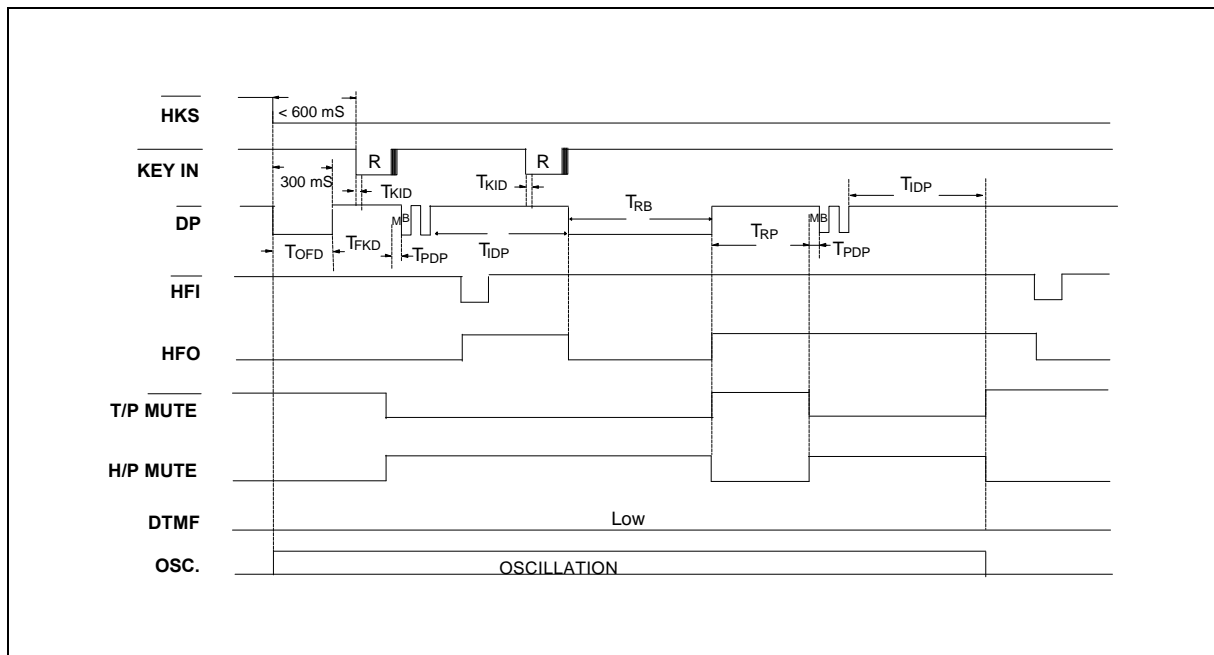 HKS
< 600 mS
KEY IN
R
R
300 mS
TKID
TKID
TIDP
DP
MB
TRB
MB
TOFD
TFKD
TPDP
TIDP
TRP
TPDP
HFI
HFO
T/P MUTE
H/P MUTE
DTMF
Low
OSC.
OSCILLATION